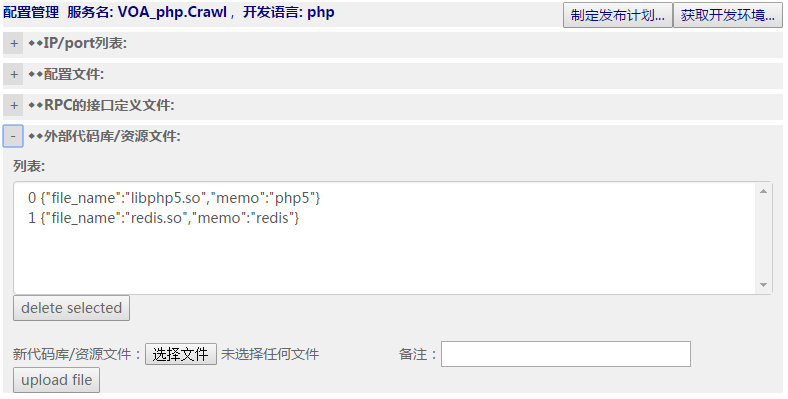 配置管理 服务名: VOA_php.Crawl , 开发语言: php 制定发布计划... 获取开发环境...
+ ◆◆IP/port列表:
+ ◆◆配置文件:
+ ◆◆RPC的接口定义文件:
- ◆◆外部代码库/资源文件:
列表:
0 {"file_name":"libphp5.so","memo":"php5"}
1 {"file_name":"redis.so","memo":"redis"}
delete selected
新代码库/资源文件: 选择文件 未选择任何文件 备注:
upload file